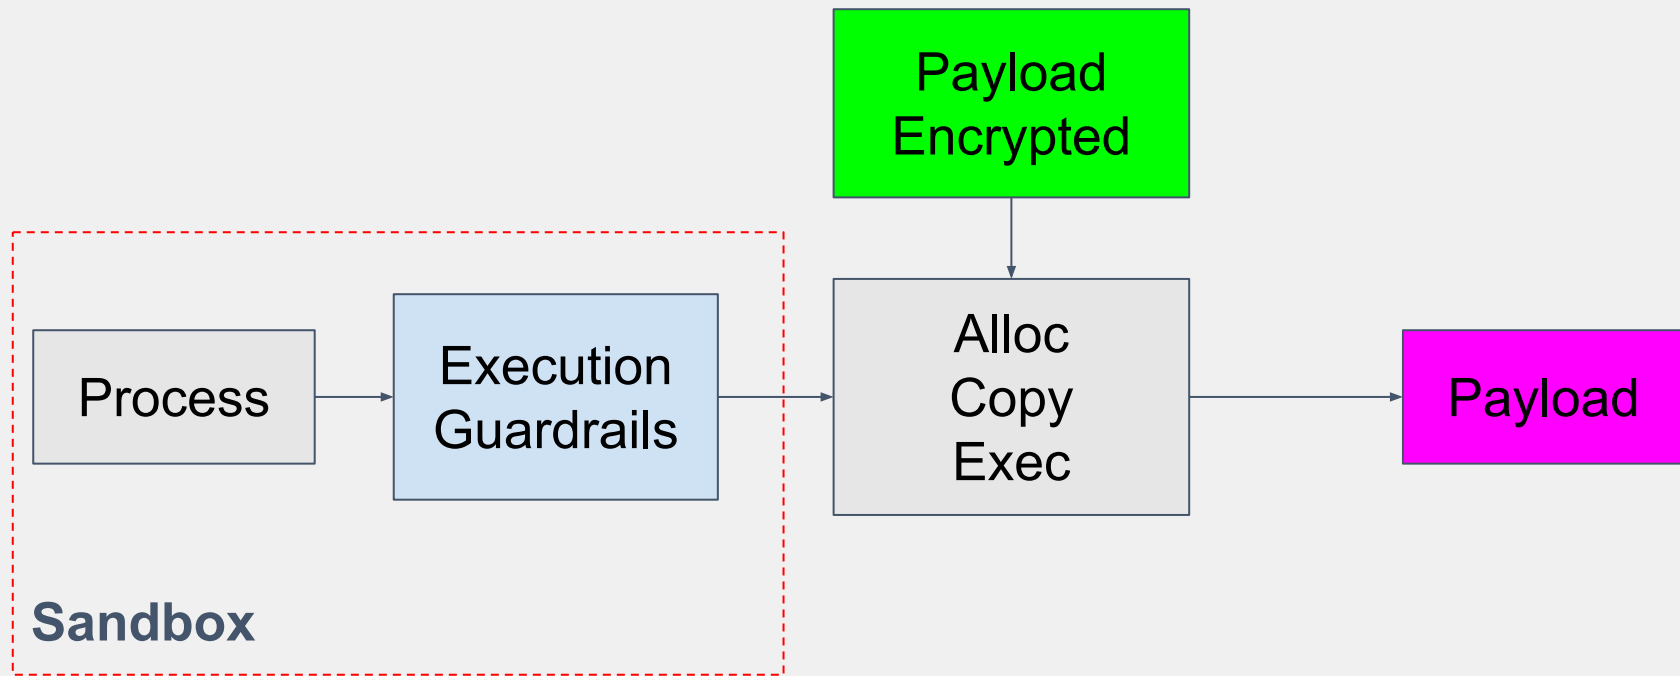 Payload
Encrypted
Process
Execution
Guardrails
Alloc
Copy
Exec
Payload
Sandbox